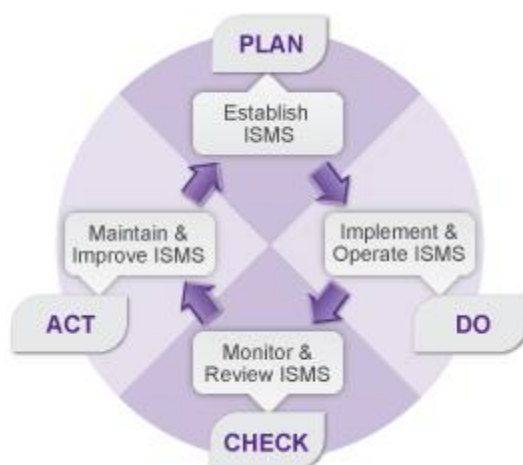 PLAN
Establish
ISMS
Implement &
Operate ISMS
DO
Monitor &
Review ISMS
CHECK
Maintain &
Improve ISMS
ACT